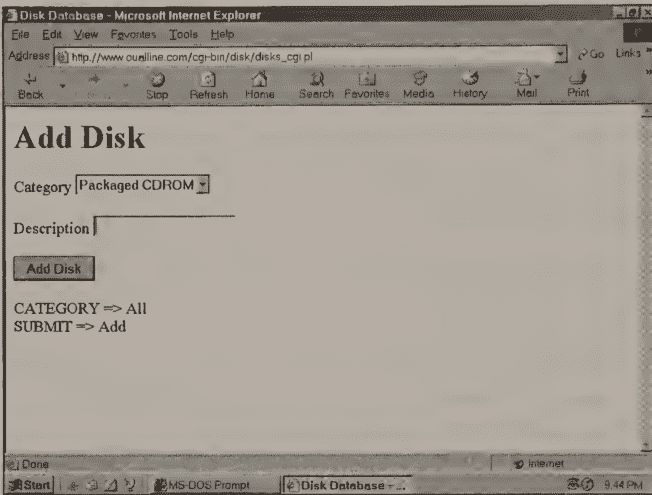 Disk Database - Microsoft Internet Explorer
File Edit View Favorites Tools Help
Address http://www.oualline.com/cgi-bin/disk/disks_cgi.pl Go Links »
Back Stop Refresh Home Search Favorites Media History Mail Print »
Add Disk
Category Packaged CDROM
Description
Add Disk
CATEGORY => All
SUBMIT => Add
Done Internet
Start MS-DOS Prompt Disk Database - ... 9:44 PM